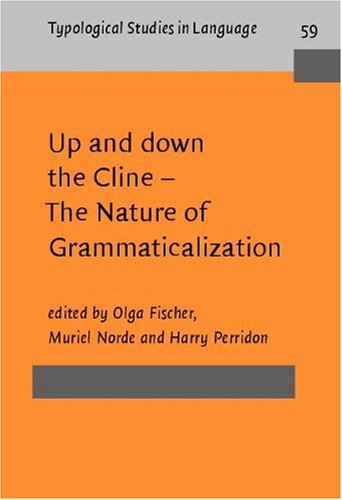 Typological Studies in Language 59
Up and down
the Cline –
The Nature of
Grammaticalization
edited by Olga Fischer,
Muriel Norde and Harry Perridon